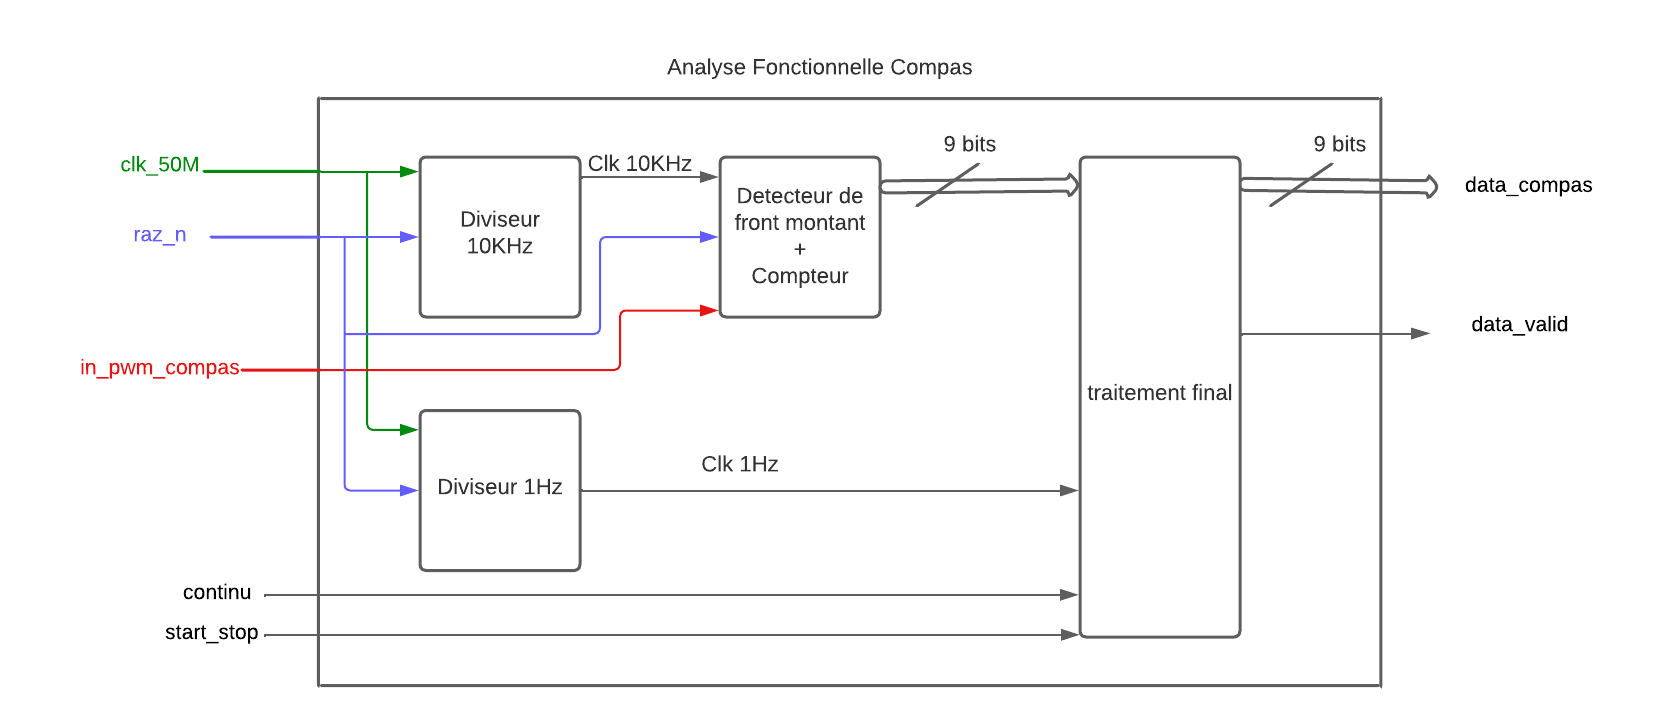 Analyse Fonctionnelle Compas
9 bits
9 bits
clk_50M
Clk 10KHz
data_compas
Detecteur de
front montant
+
Compteur
Diviseur
10KHz
raz_n
data_valid
in_pwm_compas
traitement final
Clk 1Hz
Diviseur 1Hz
continu
start_stop